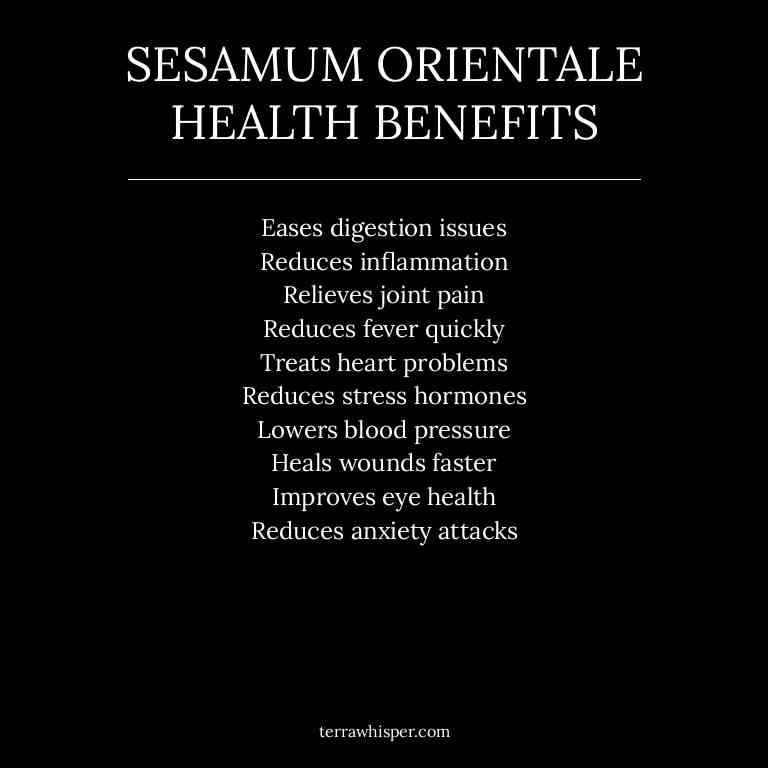 SESAMUM ORIENTALE
HEALTH BENEFITS
Eases digestion issues
Reduces inflammation
Relieves joint pain
Reduces fever quickly
Treats heart problems
Reduces stress hormones
Lowers blood pressure
Heals wounds faster
Improves eye health
Reduces anxiety attacks
terrawhisper.com